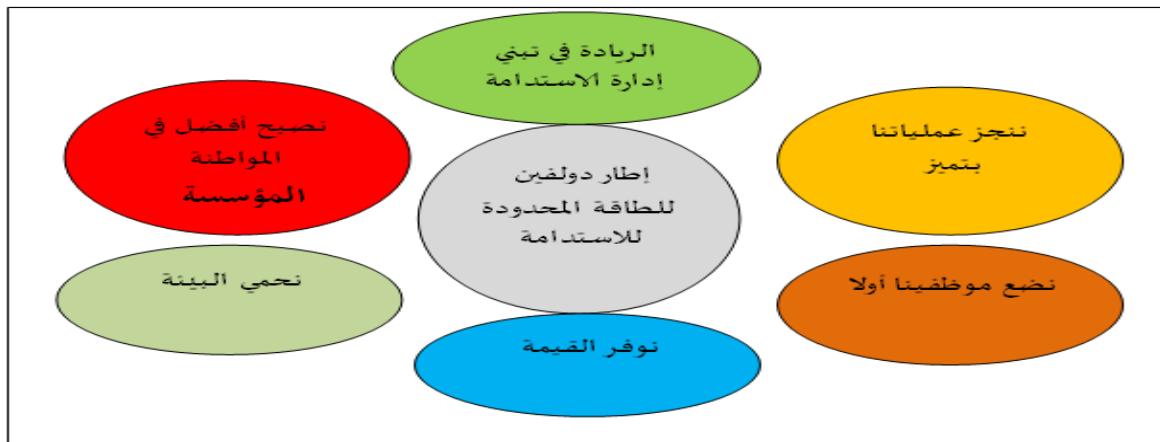 الريادة في تبني
إدارة الاستدامة
ننجز عملياتنا
بتميز
نصبح أفضل في
المواطنة
المؤسسة
إطار دولفين
للطاقة المحدودة
للاستدامة
نضع موظفينا أولا
نحمي البيئة
نوفر القيمة